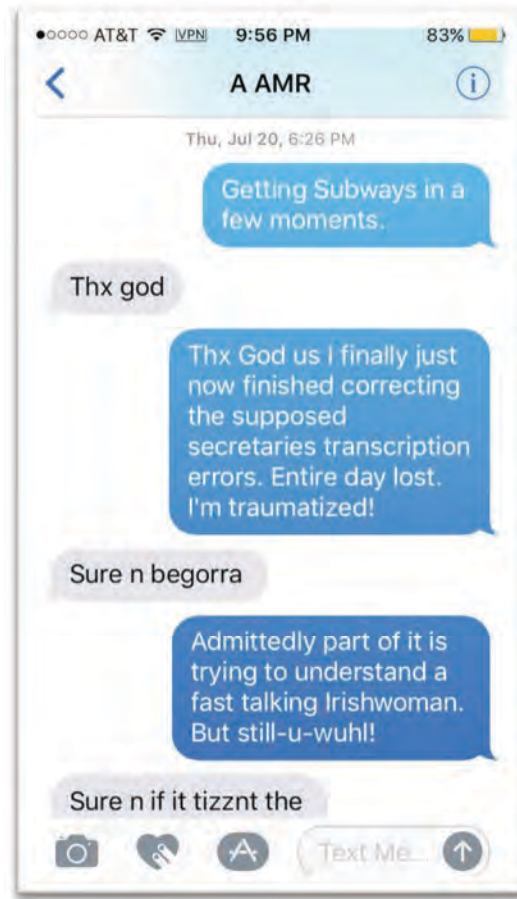 AT&T VPN 9:56 PM 83%
A AMR
Thu, Jul 20, 6:26 PM
Getting Subways in a
few moments.
Thx god
Thx God us I finally just
now finished correcting
the supposed
secretaries transcription
errors. Entire day lost.
I'm traumatized!
Sure n begorra
Admittedly part of it is
trying to understand a
fast talking Irishwoman.
But still-u-wuhl!
Sure n if it tizznt the
Text Me...